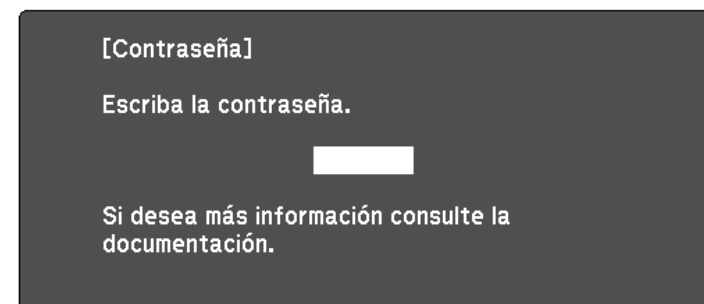 [Contraseña]
Escriba la contraseña.
Si desea más información consulte la
documentación.